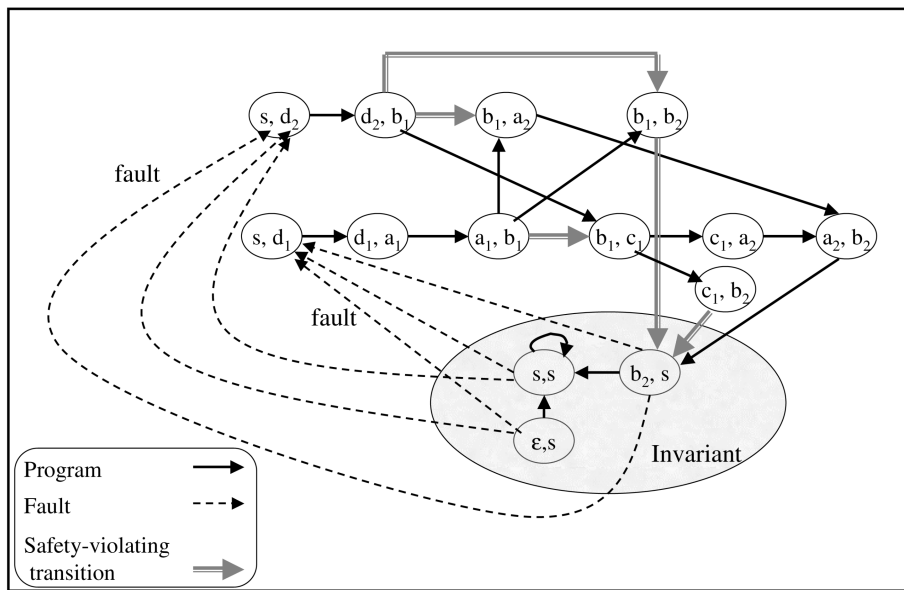 s, d₂
d₂, b₁
b₁, a₂
b₁, b₂
fault
s, d₁
d₁, a₁
a₁, b₁
b₁, c₁
c₁, a₂
a₂, b₂
c₁, b₂
fault
s,s
b₂, s
ε,s
Invariant
Program
Fault
Safety-violating
transition